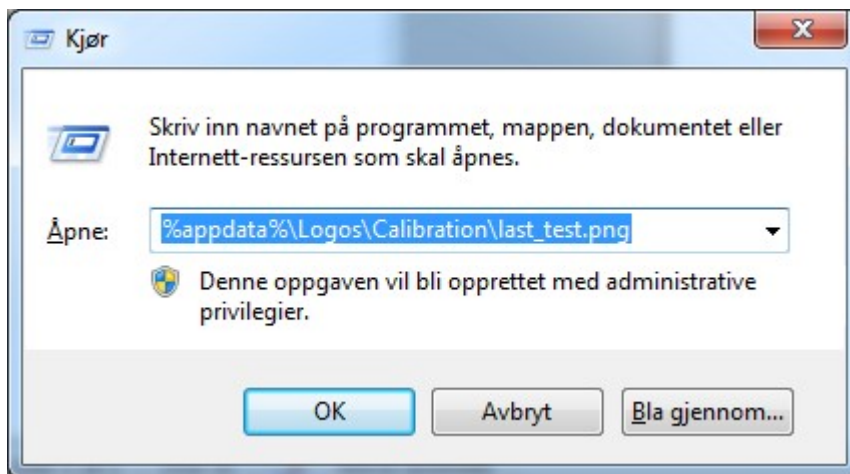 Kjør
Skriv inn navnet på programmet, mappen, dokumentet eller
Internett-ressursen som skal åpnes.
Åpne: %appdata%\Logos\Calibration\last_test.png
Denne oppgaven vil bli opprettet med administrative
privilegier.
OK Avbryt Bla gjennom...